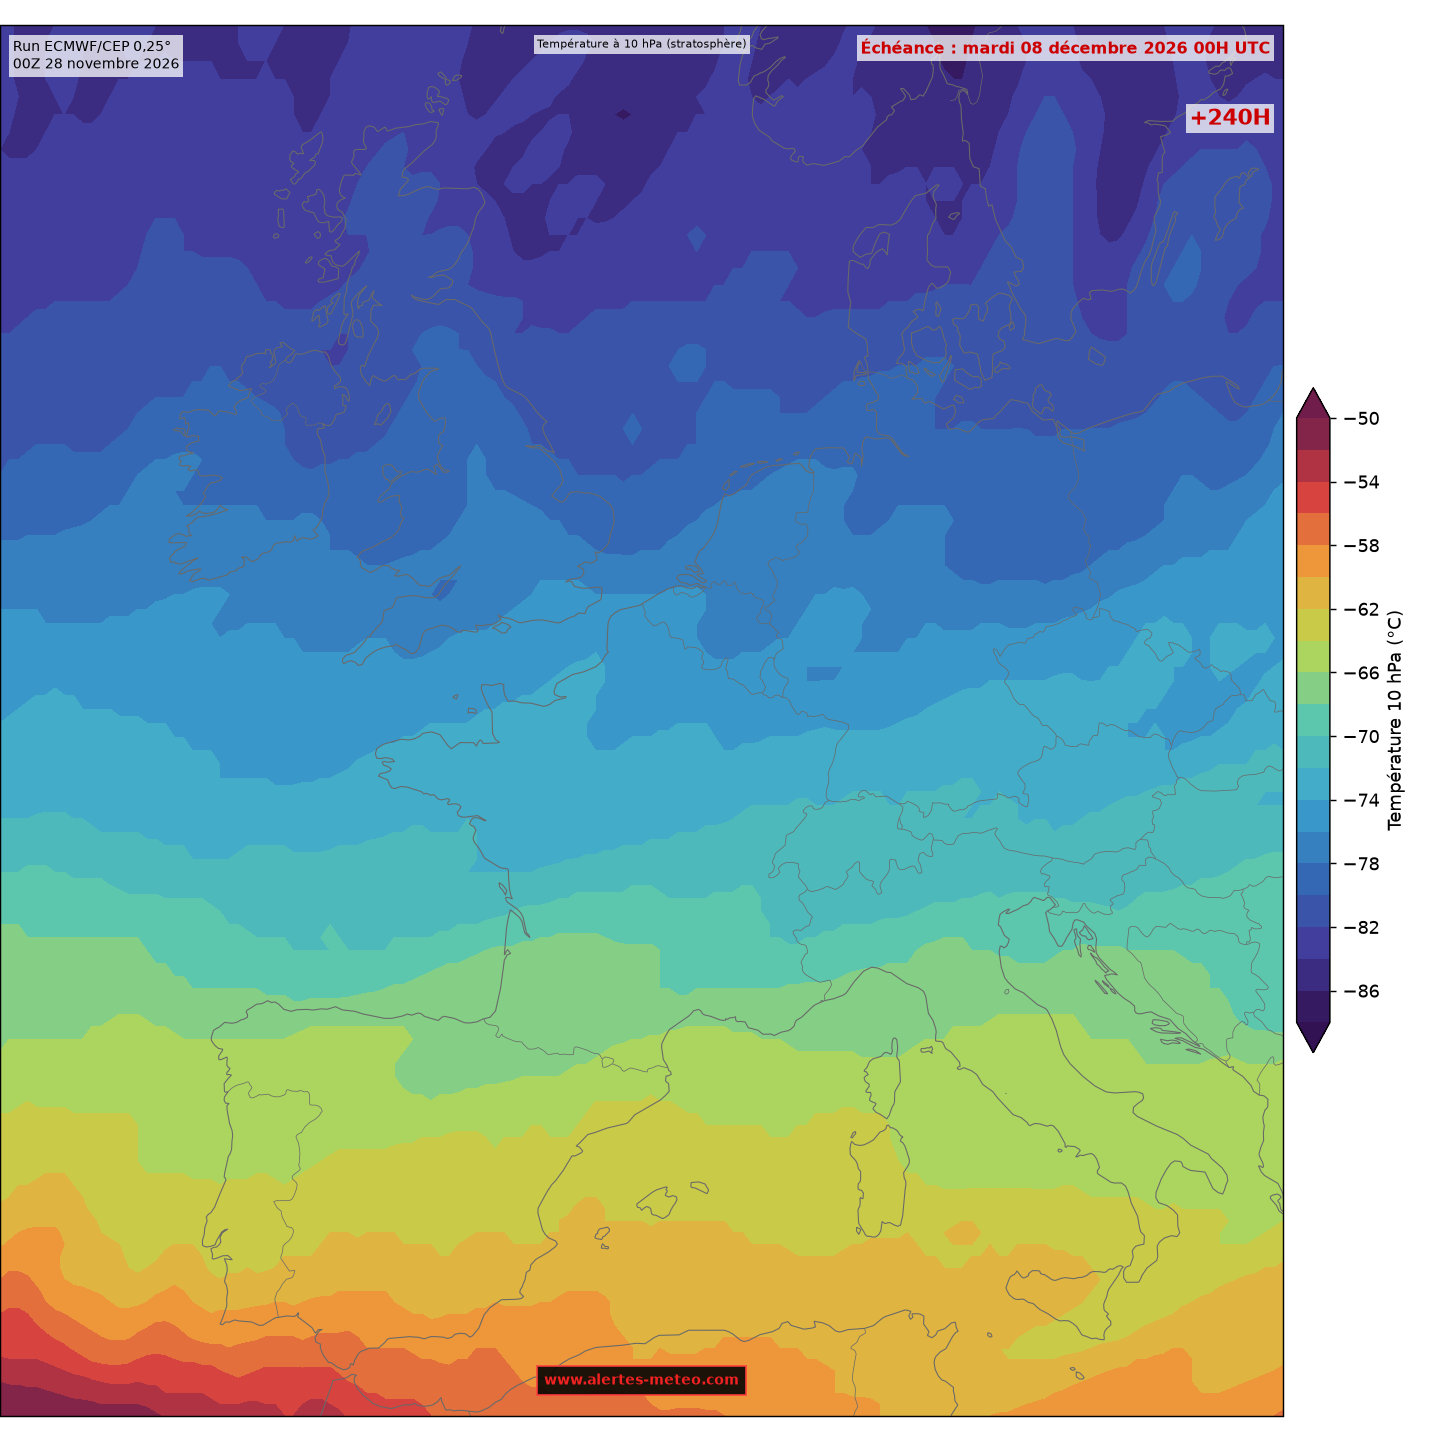 Run ECMWF/CEP 0,25°
00Z 28 novembre 2026
Température à 10 hPa (stratosphère)
Échéance : mardi 08 décembre 2026 00H UTC
+240H
−50
−54
−58
−62
−66
−70
−74
−78
−82
−86
Température 10 hPa (°C)
www.alertes-meteo.com